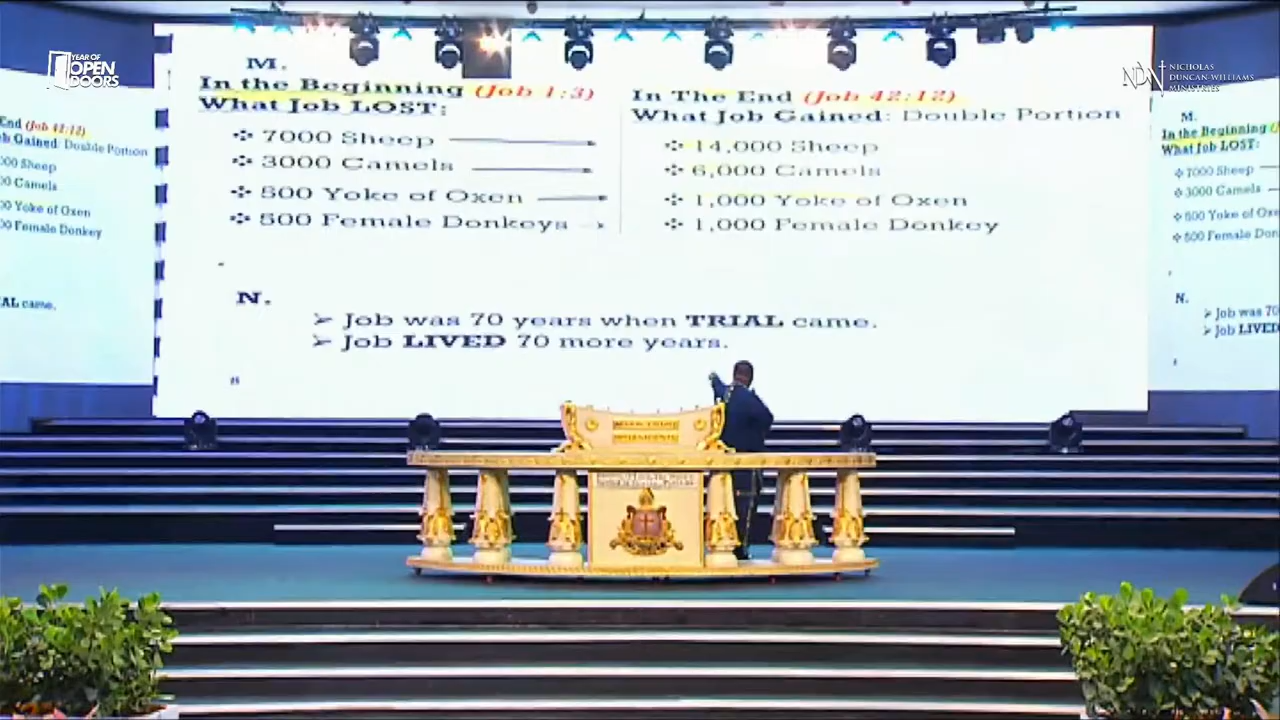 YEAR OF
OPEN
DOORS
NICHOLAS
DUNCAN-WILLIAMS
MINISTRIES
M.
In the Beginning (Job 1:3)
What Job LOST:
7000 Sheep
3000 Camels
500 Yoke of Oxen
500 Female Donkeys
In The End (Job 42:12)
What Job Gained: Double Portion
14,000 Sheep
6,000 Camels
1,000 Yoke of Oxen
1,000 Female Donkey
N.
Job was 70 years when TRIAL came.
Job LIVED 70 more years.
End (Job 42:12)
b Gained: Double Portion
00 Sheep
00 Camels
00 Yoke of Oxen
00 Female Donkey
AL came.
M.
In the Beginning
What Job LOST:
7000 Sheep
3000 Camels
500 Yoke of Oxe
500 Female Don
N.
Job was 70
Job LIVED